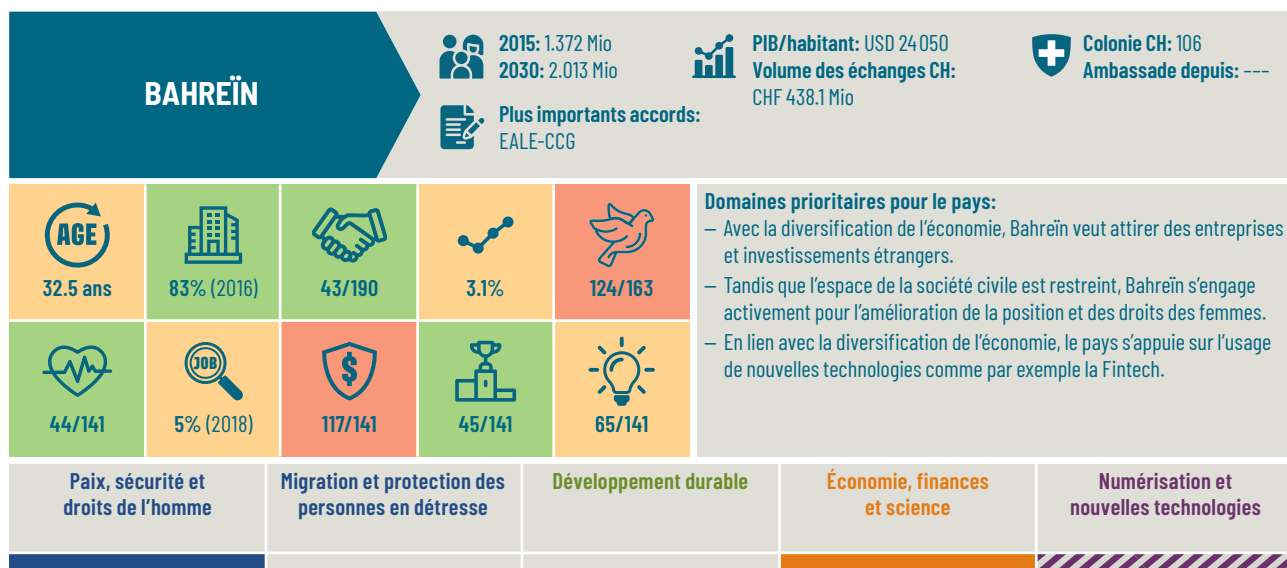 BAHREÏN
2015: 1.372 Mio
2030: 2.013 Mio
Plus importants accords:
EALE-CCG
PIB/habitant: USD 24 050
Volume des échanges CH:
CHF 438.1 Mio
Colonie CH: 106
Ambassade depuis: ---
AGE
32.5 ans
83% (2016)
43/190
3.1%
124/163
44/141
JOB
5% (2018)
$
117/141
45/141
65/141
Domaines prioritaires pour le pays:
– Avec la diversification de l'économie, Bahreïn veut attirer des entreprises
et investissements étrangers.
– Tandis que l'espace de la société civile est restreint, Bahreïn s'engage
activement pour l'amélioration de la position et des droits des femmes.
– En lien avec la diversification de l'économie, le pays s'appuie sur l'usage
de nouvelles technologies comme par exemple la Fintech.
Paix, sécurité et
droits de l'homme
Migration et protection des
personnes en détresse
Développement durable
Économie, finances
et science
Numérisation et
nouvelles technologies